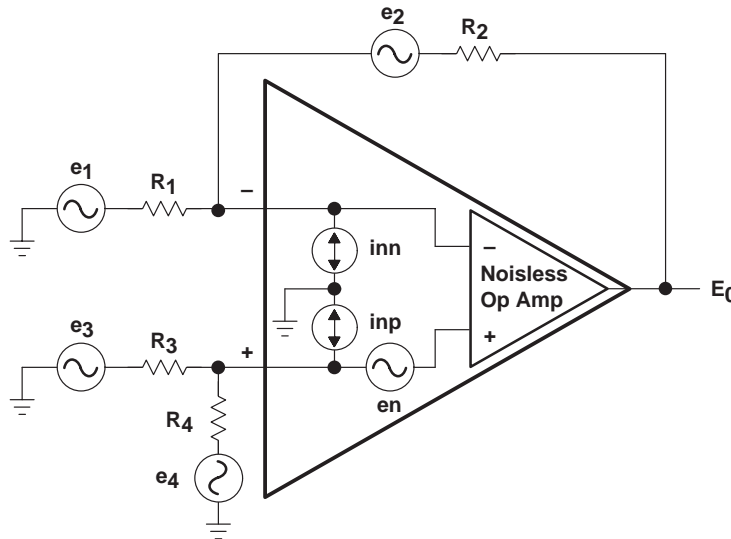 e2
R2
e1
R1
–
inn
–
Noisless
Op Amp
E0
inp
+
e3
R3
+
en
R4
e4